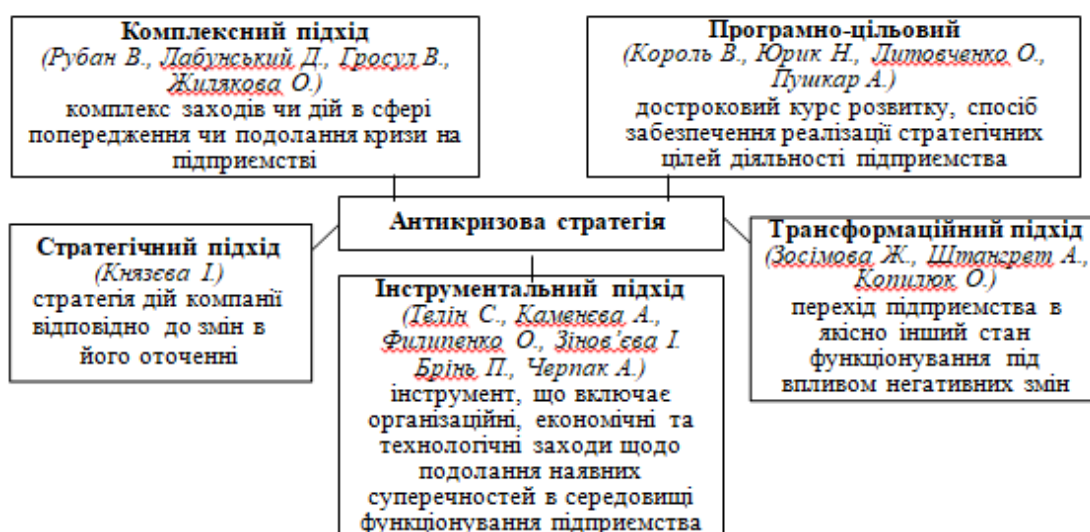 Комплексний підхід
(Рубан В., Лабунський Д., Гросул В.,
Жилякова О.)
комплекс заходів чи дій в сфері
попередження чи подолання кризи на
підприємстві
Програмно-цільовий
(Король В., Юрик Н., Литовченко О.,
Пушкар А.)
достроковий курс розвитку, спосіб
забезпечення реалізації стратегічних
цілей діяльності підприємства
Антикризова стратегія
Стратегічний підхід
(Князєва І.)
стратегія дій компанії
відповідно до змін в
його оточенні
Інструментальний підхід
(Тєлін С., Каменєва А.,
Филипенко О., Зінов’єва І.
Брінь П., Черпак А.)
інструмент, що включає
організаційні, економічні та
технологічні заходи щодо
подолання наявних
суперечностей в середовищі
функціонування підприємства
Трансформаційний підхід
(Зосімова Ж., Штангрет А.,
Копилюк О.)
перехід підприємства в
якісно інший стан
функціонування під
впливом негативних змін